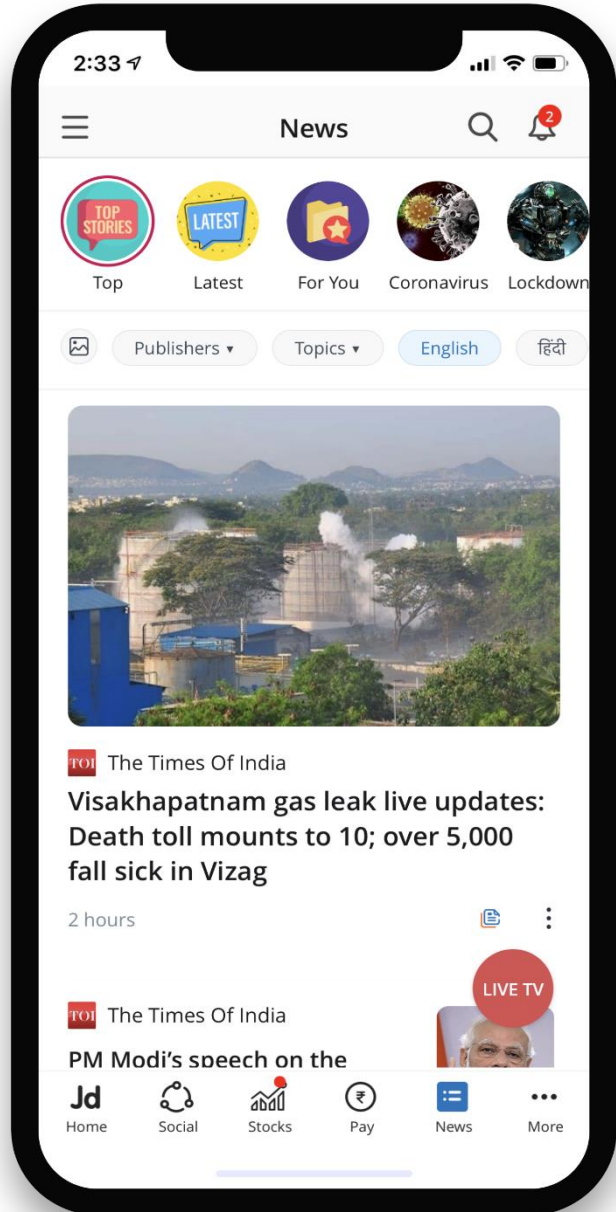 2:33
News
2
TOP
STORIES
LATEST
Top
Latest
For You
Coronavirus
Lockdown
Publishers ▾
Topics ▾
English
हिंदी
TOI The Times Of India
Visakhapatnam gas leak live updates:
Death toll mounts to 10; over 5,000
fall sick in Vizag
2 hours
LIVE TV
TOI The Times Of India
PM Modi's speech on the
Jd
Home
Social
Stocks
₹
Pay
News
More